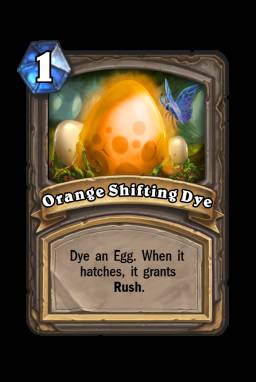 1
Orange Shifting Dye
Dye an Egg. When it
hatches, it grants
Rush.